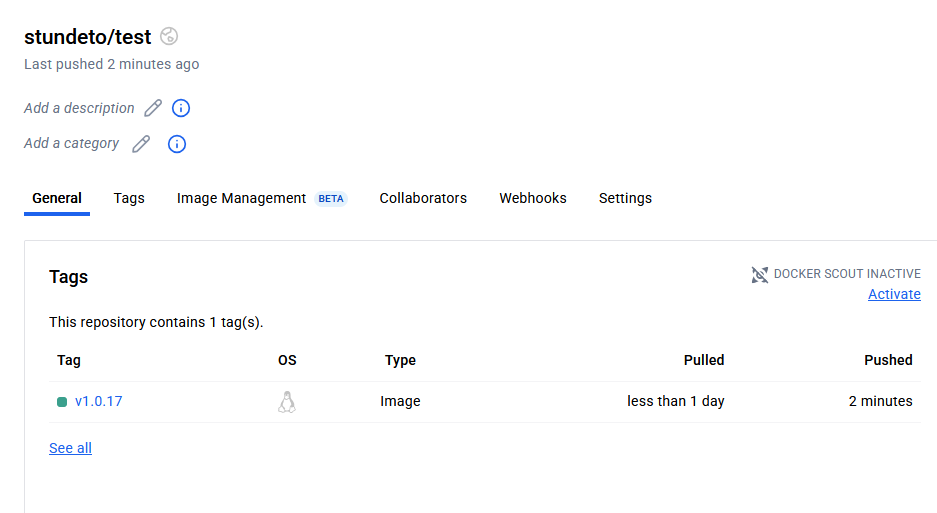 stundeto/test
Last pushed 2 minutes ago
Add a description
Add a category
General Tags Image Management BETA Collaborators Webhooks Settings
Tags
DOCKER SCOUT INACTIVE
Activate
This repository contains 1 tag(s).
Tag OS Type Pulled Pushed
v1.0.17 Image less than 1 day 2 minutes
See all